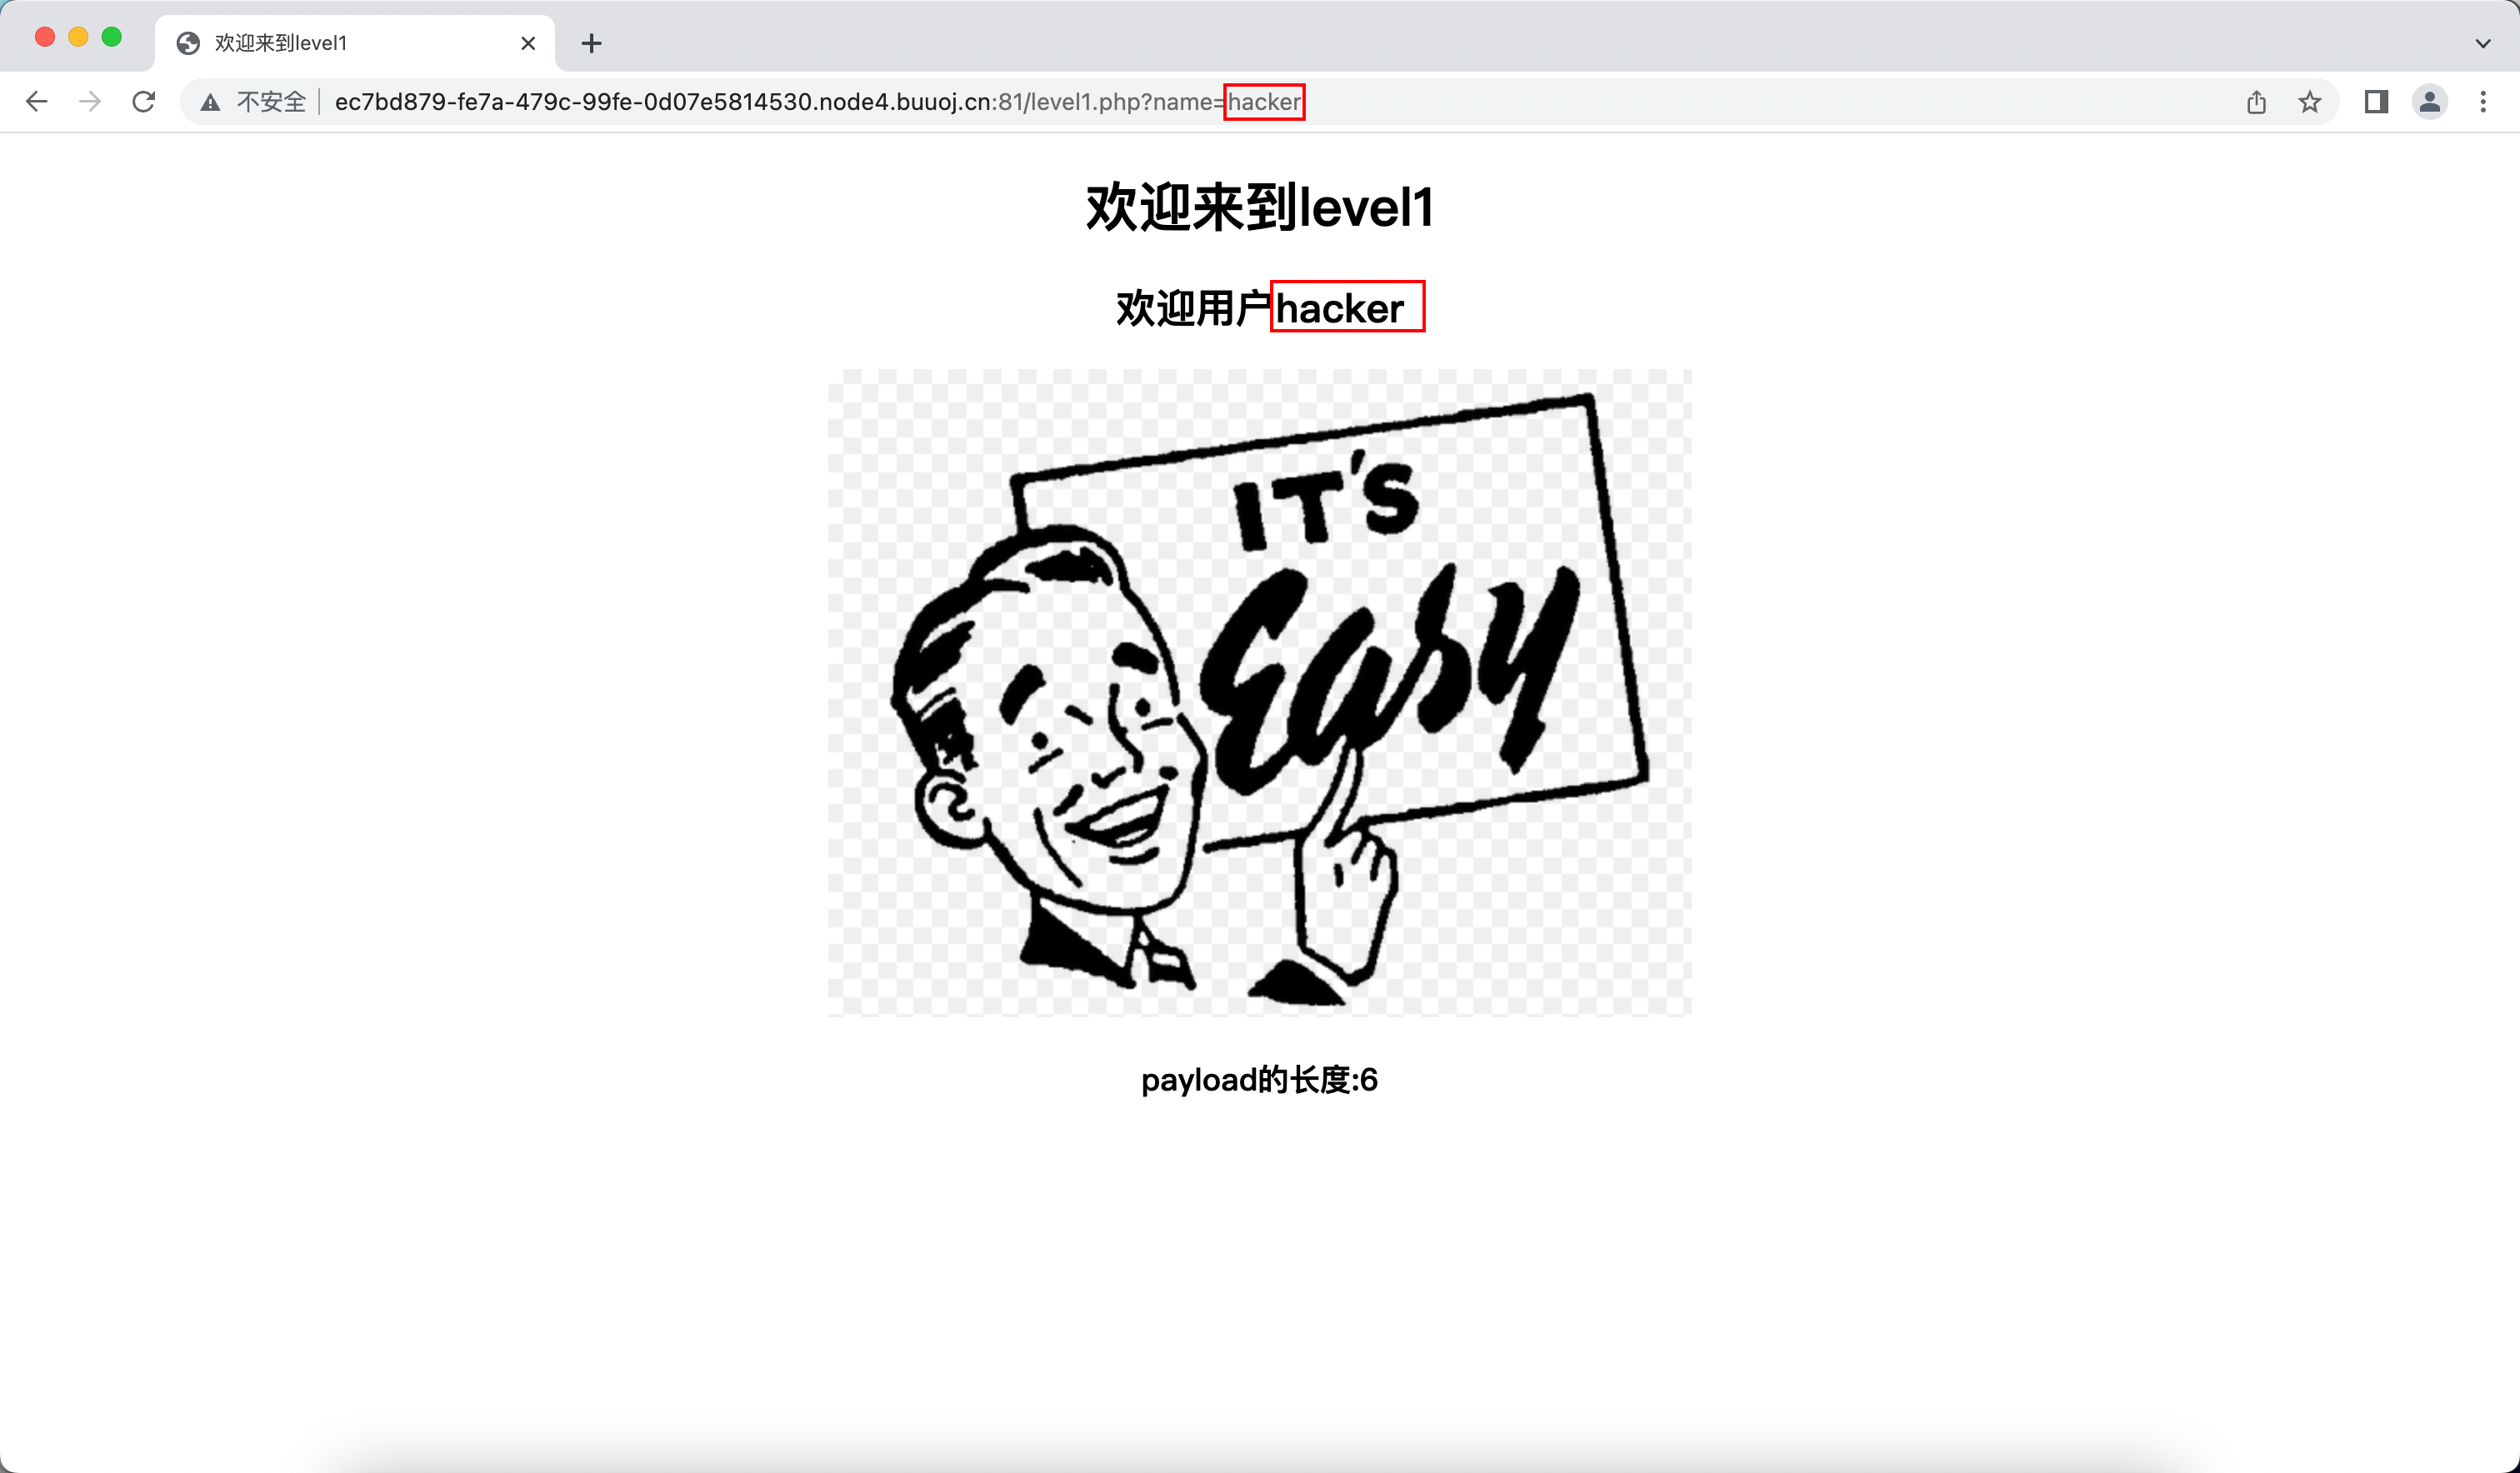 欢迎来到level1
不安全
ec7bd879-fe7a-479c-99fe-0d07e5814530.node4.buuoj.cn:81/level1.php?name=hacker
欢迎来到level1
欢迎用户hacker
IT'S
Easy
payload的长度:6